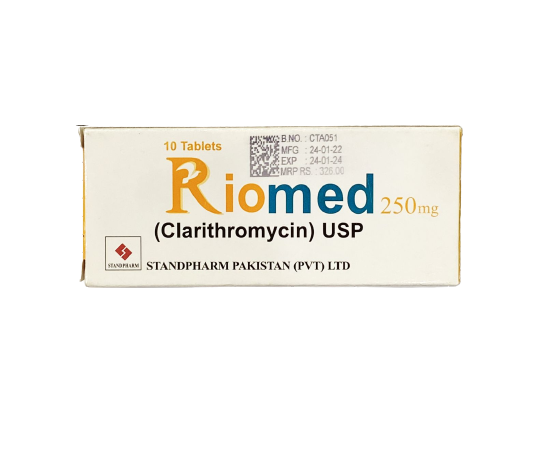 10 Tablets
B.NO. : CTA051
MFG : 24-01-22
EXP : 24-01-24
MRP RS. : 326.00
Riomed 250mg
(Clarithromycin) USP
STANDPHARM
STANDPHARM PAKISTAN (PVT) LTD